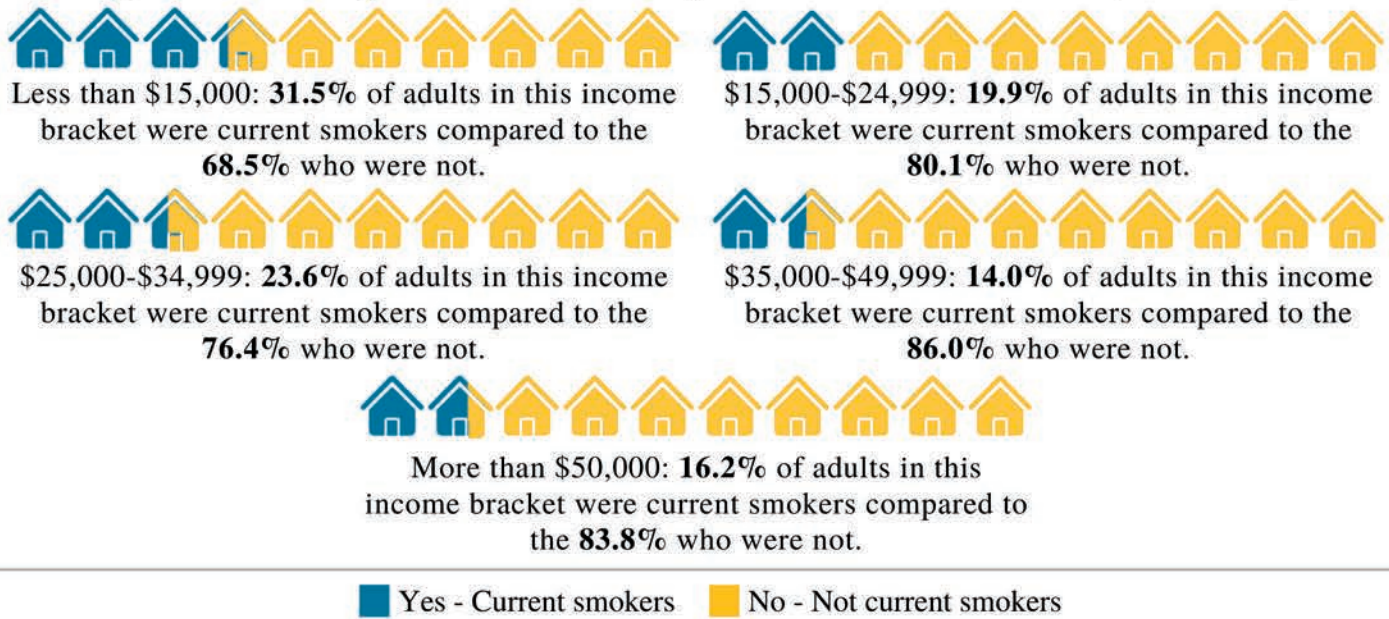 Less than $15,000: 31.5% of adults in this income
bracket were current smokers compared to the
68.5% who were not.
$15,000-$24,999: 19.9% of adults in this income
bracket were current smokers compared to the
80.1% who were not.
$25,000-$34,999: 23.6% of adults in this income
bracket were current smokers compared to the
76.4% who were not.
$35,000-$49,999: 14.0% of adults in this income
bracket were current smokers compared to the
86.0% who were not.
More than $50,000: 16.2% of adults in this
income bracket were current smokers compared to
the 83.8% who were not.
Yes - Current smokers
No - Not current smokers